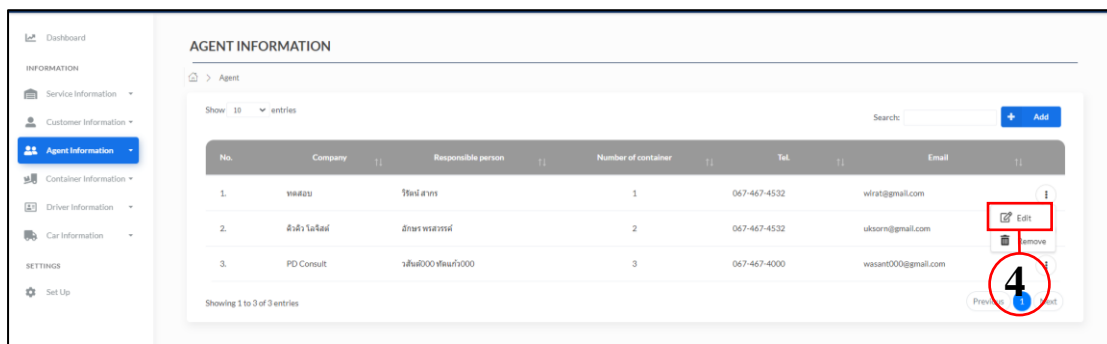 Dashboard
AGENT INFORMATION
INFORMATION
Agent
Service Information
Show 10 entries
Search:
Add
Customer Information
Agent Information
No. Company Responsible person Number of container Tel. Email
Container Information
1. ทดสอบ วิรัตน์ สากร 1 067-467-4532 wirat@gmail.com
Driver Information
Edit
2. คิวคิว โลจิสต์ อักษร พรสวรรค์ 2 067-467-4532 uksorn@gmail.com
Car Information
Remove
3. PD Consult วสันต์000 ทัดแก้ว000 3 067-467-4000 wasant000@gmail.com
SETTINGS
4
Set Up
Showing 1 to 3 of 3 entries
Previous 1 Next